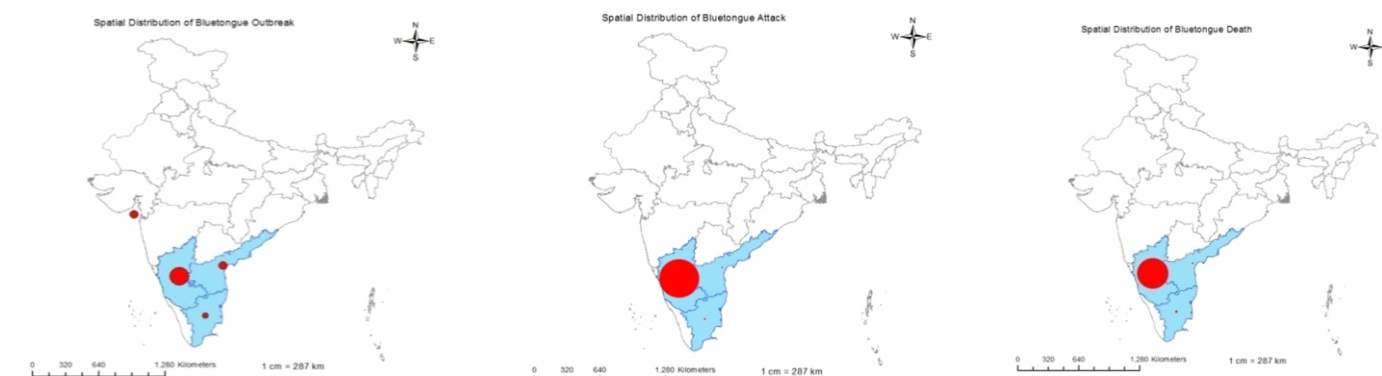 Spatial Distribution of Bluetongue Outbreak
N
W E
S
0 320 640 1,280 Kilometers
1 cm = 287 km
Spatial Distribution of Bluetongue Attack
N
W E
S
0 320 640 1,280 Kilometers
1 cm = 287 km
Spatial Distribution of Bluetongue Death
N
W
S
0 320 640 1,280 Kilometers
1 cm = 287 km